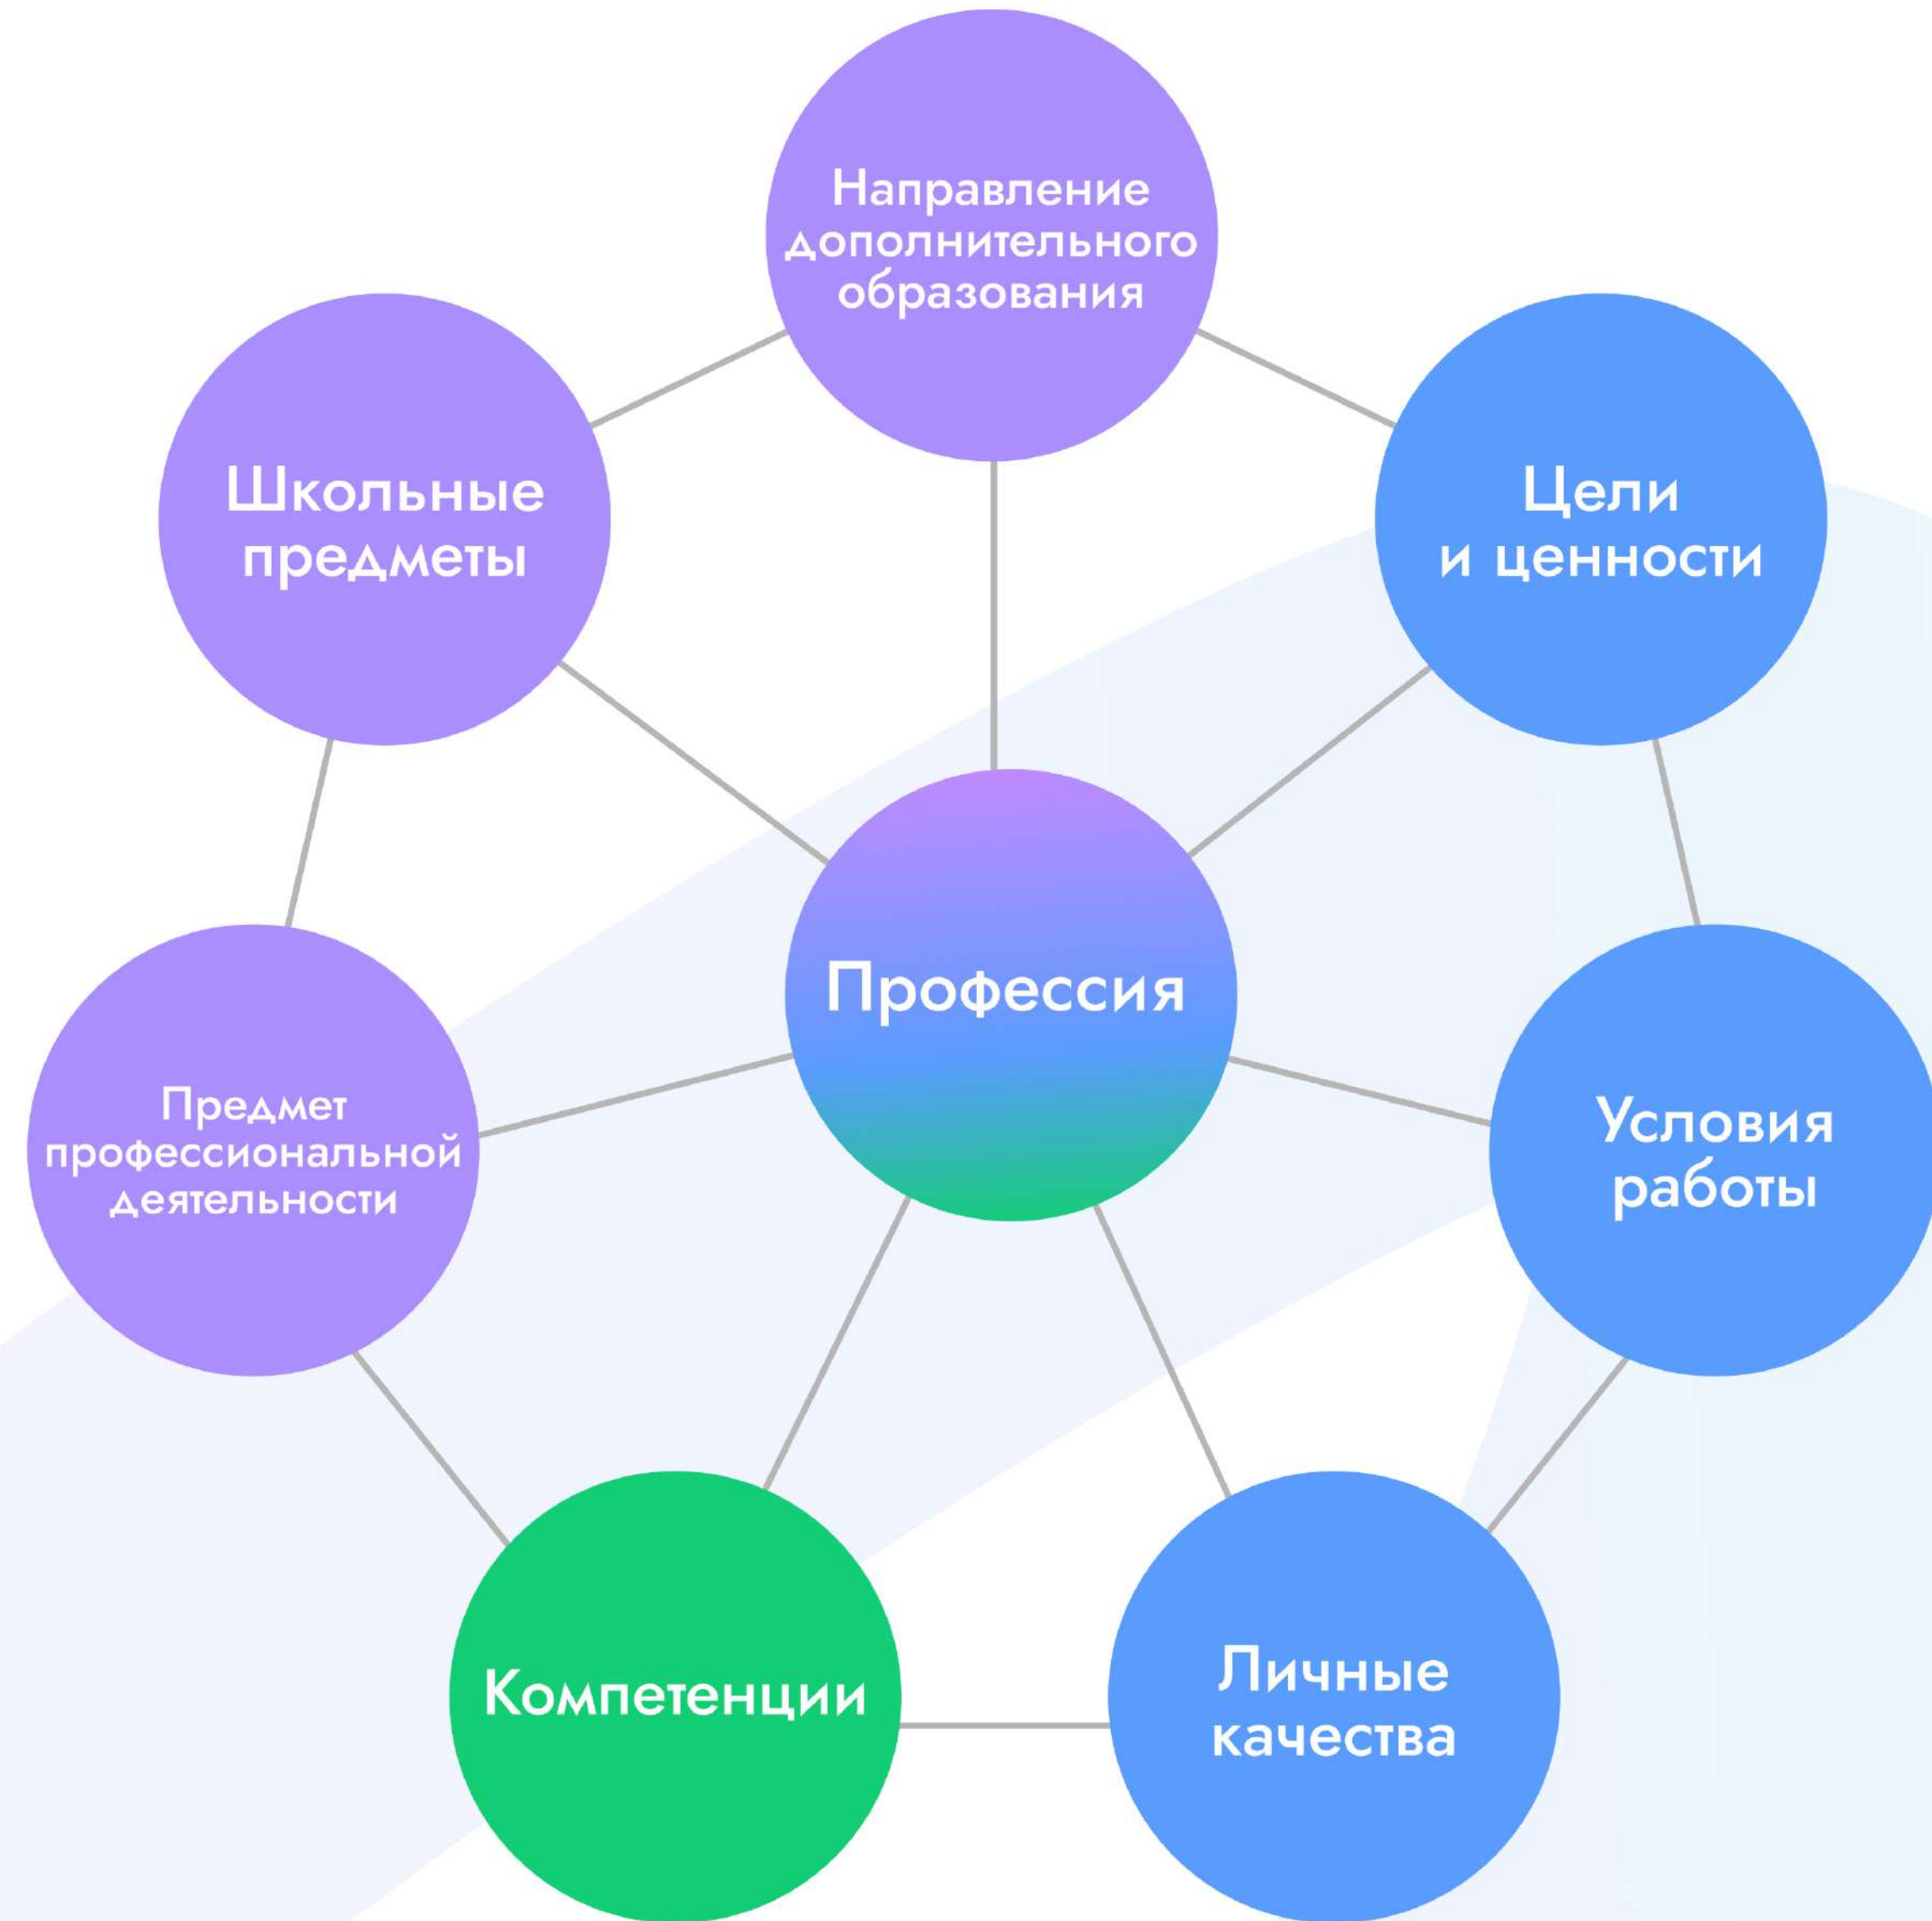 Направление
дополнительного
образования
Школьные
предметы
Цели
и ценности
Профессия
Предмет
профессиональной
деятельности
Условия
работы
Компетенции
Личные
качества